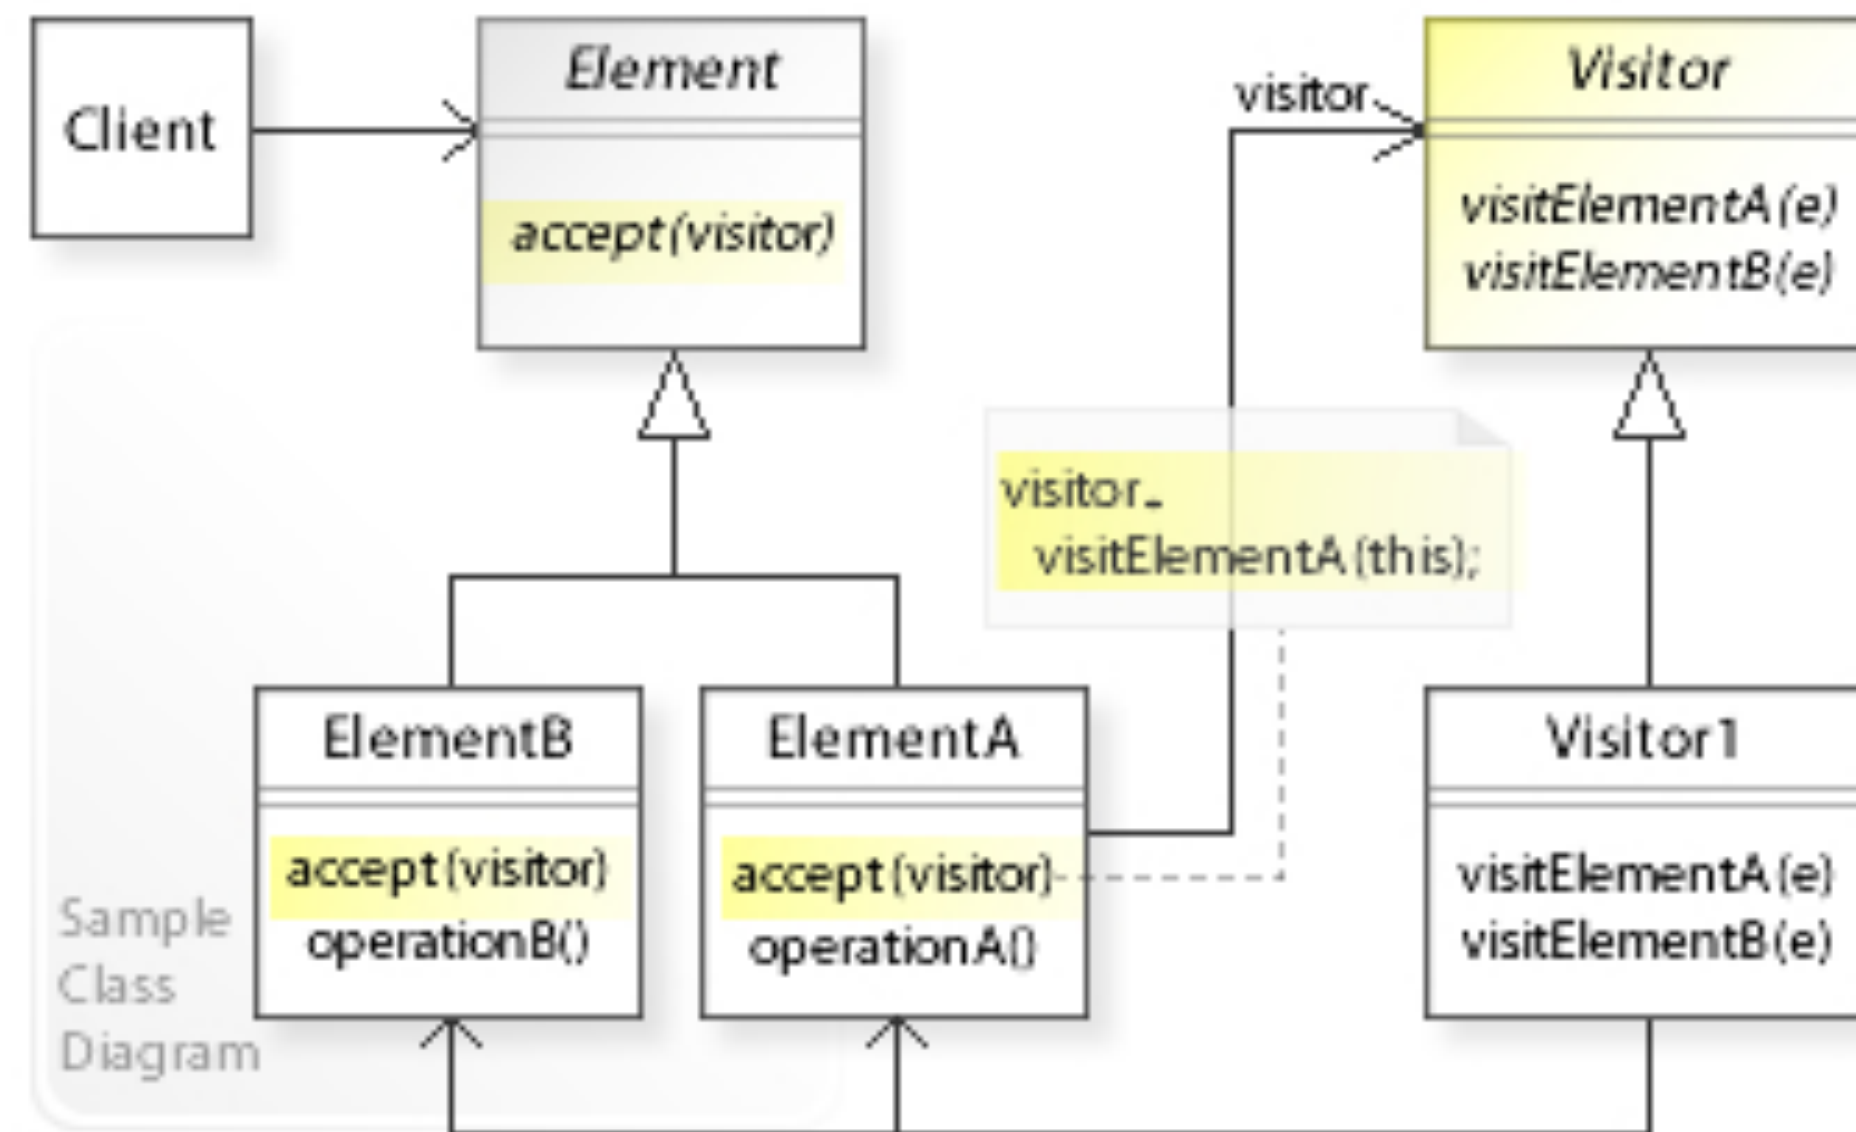 Client
Element
accept(visitor)
visitor
Visitor
visitElementA(e)
visitElementB(e)
visitor.
visitElementA(this);
ElementB
accept(visitor)
operationB()
ElementA
accept(visitor)
operationA()
Visitor1
visitElementA(e)
visitElementB(e)
Sample
Class
Diagram